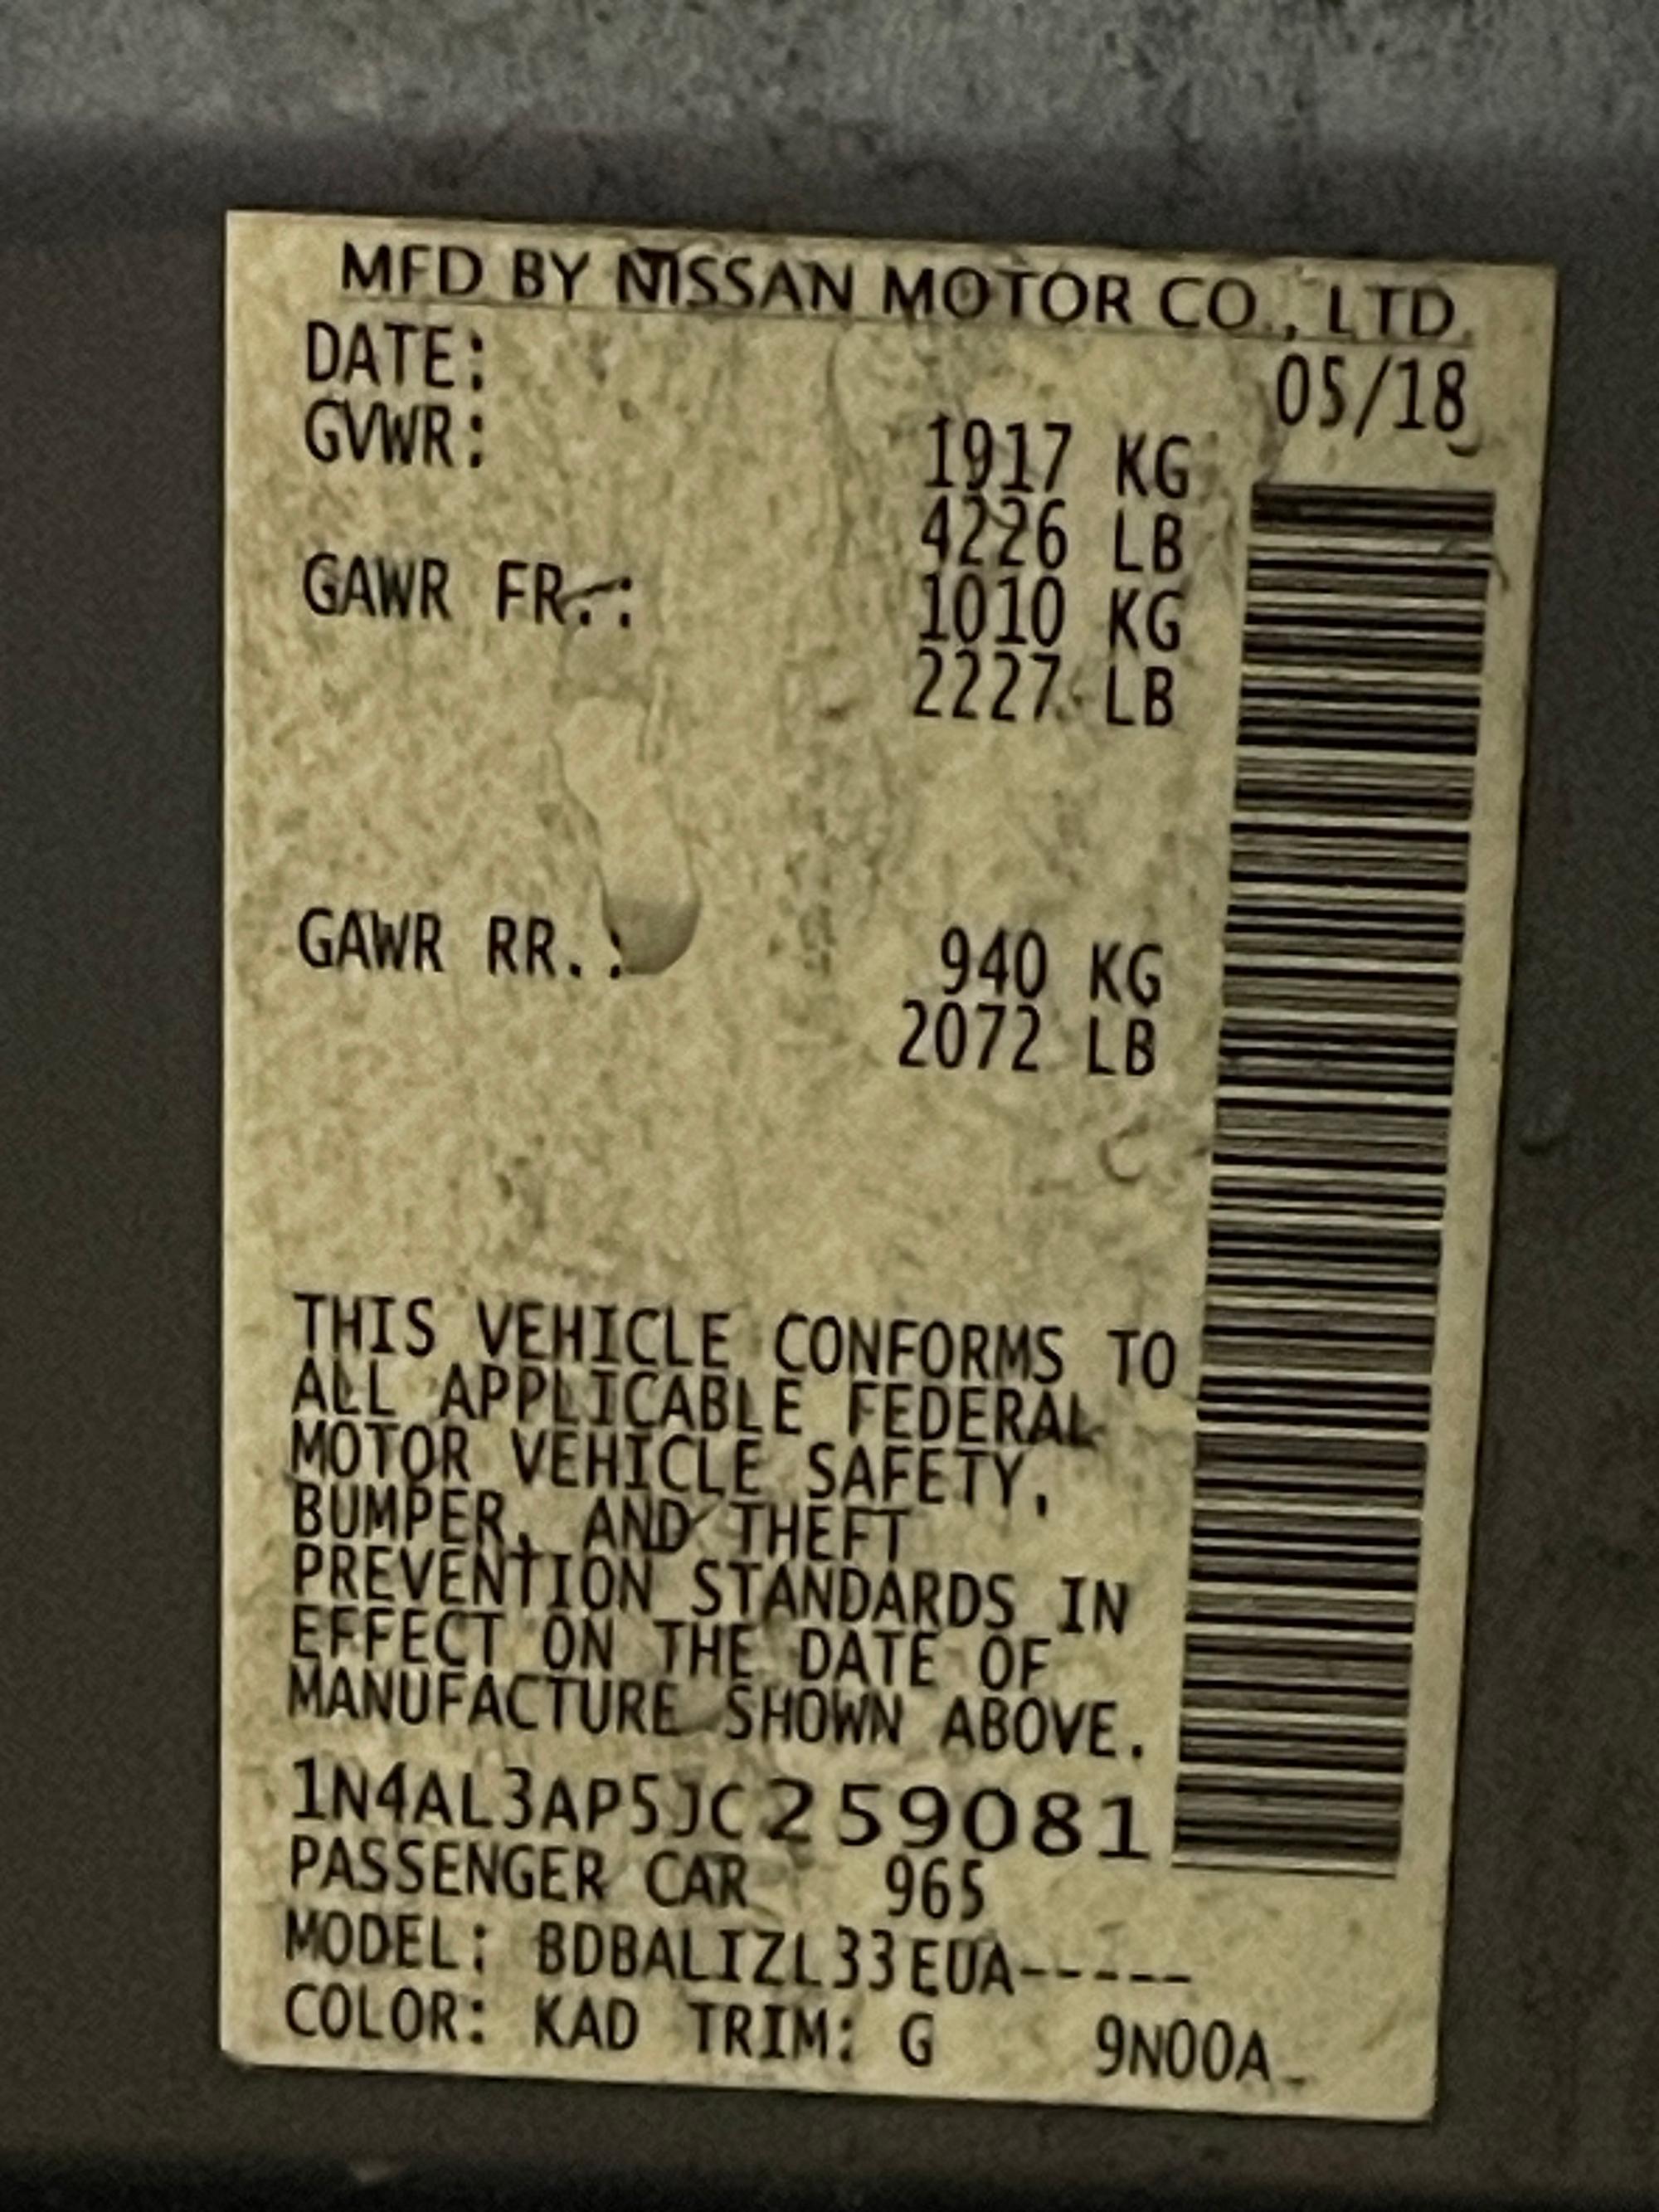 MFD BY NISSAN MOTOR CO., LTD.
DATE: 05/18
GVWR: 1917 KG
4226 LB
GAWR FR.: 1010 KG
2227 LB
GAWR RR.: 940 KG
2072 LB
THIS VEHICLE CONFORMS TO
ALL APPLICABLE FEDERAL
MOTOR VEHICLE SAFETY,
BUMPER, AND THEFT
PREVENTION STANDARDS IN
EFFECT ON THE DATE OF
MANUFACTURE SHOWN ABOVE.
1N4AL3AP5JC259081
PASSENGER CAR 965
MODEL: BDBALIZL33EUA-----
COLOR: KAD TRIM: G 9N00A